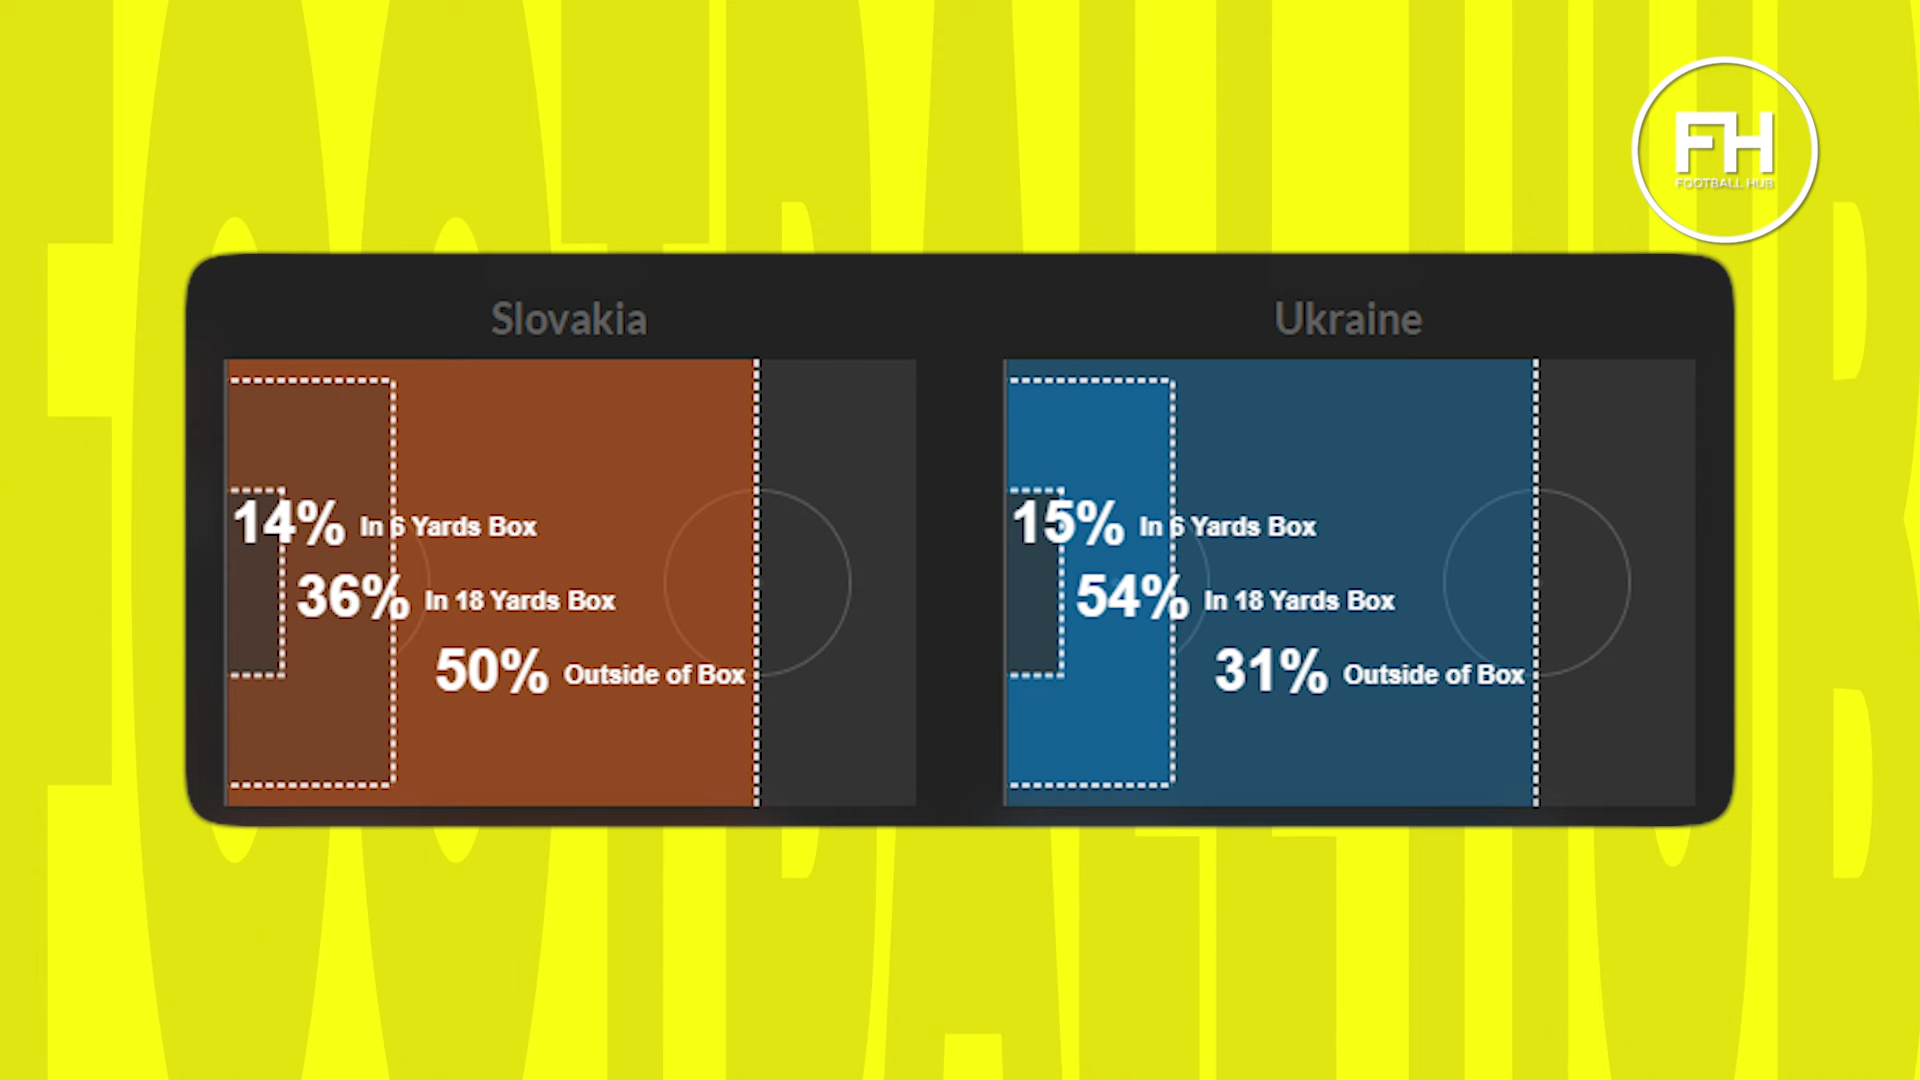 FH
FOOTBALL HUB
Slovakia
14% In 6 Yards Box
36% In 18 Yards Box
50% Outside of Box
Ukraine
15% In 6 Yards Box
54% In 18 Yards Box
31% Outside of Box